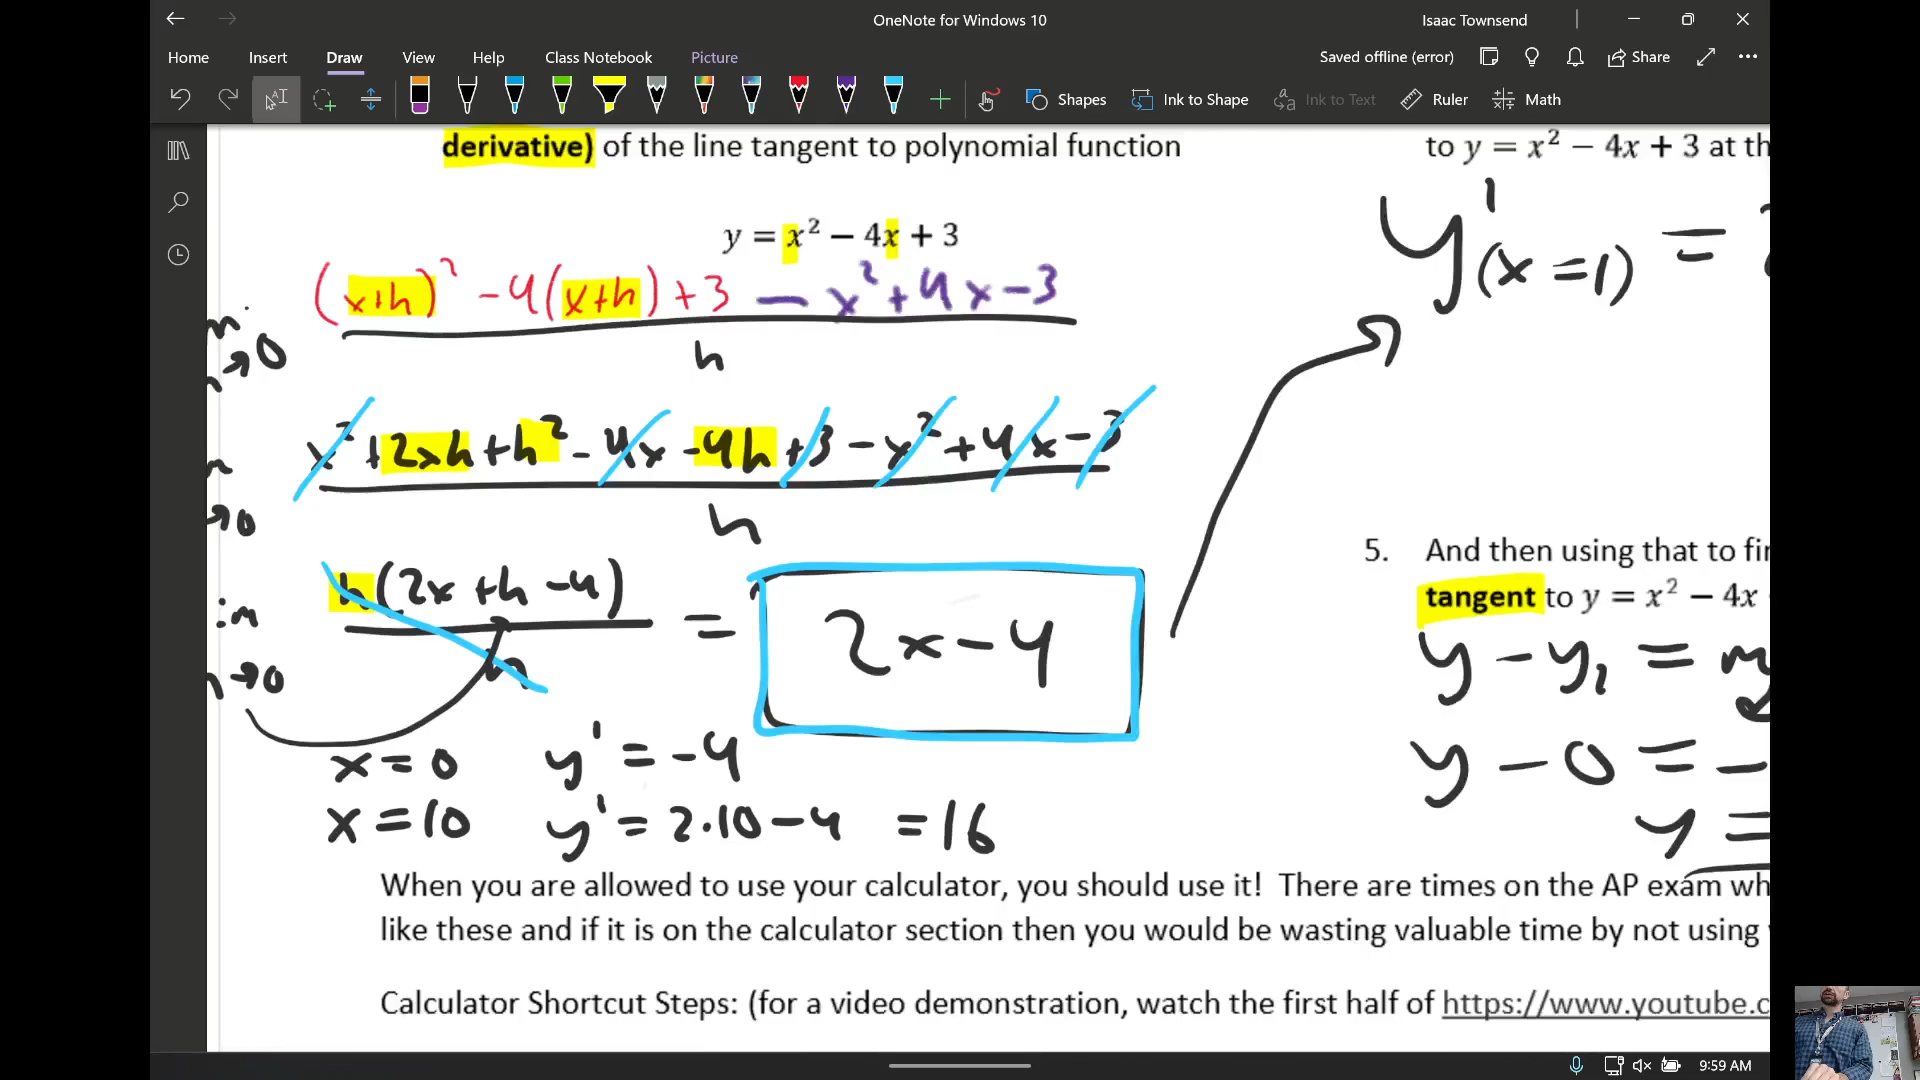 OneNote for Windows 10
Isaac Townsend
Home Insert Draw View Help Class Notebook Picture
Saved offline (error) Share
Shapes Ink to Shape Ink to Text Ruler Math
derivative) of the line tangent to polynomial function
y = x² − 4x + 3
(x+h)² -4(x+h) +3 − x²+4x-3
h
→0
x² +2xh +h² -4x -4h +3 -x² +4x -3
h
→0
h(2x +h -4)
h
= 2x-4
→0
x=0 y' = -4
x=10 y' = 2·10-4 =16
to y = x² − 4x + 3 at th
y'(x=1) =
5. And then using that to fi
tangent to y = x² − 4x
y - y₁ =
y - 0 = -
y =
When you are allowed to use your calculator, you should use it! There are times on the AP exam wh
like these and if it is on the calculator section then you would be wasting valuable time by not using
Calculator Shortcut Steps: (for a video demonstration, watch the first half of https://www.youtube.c
9:59 AM